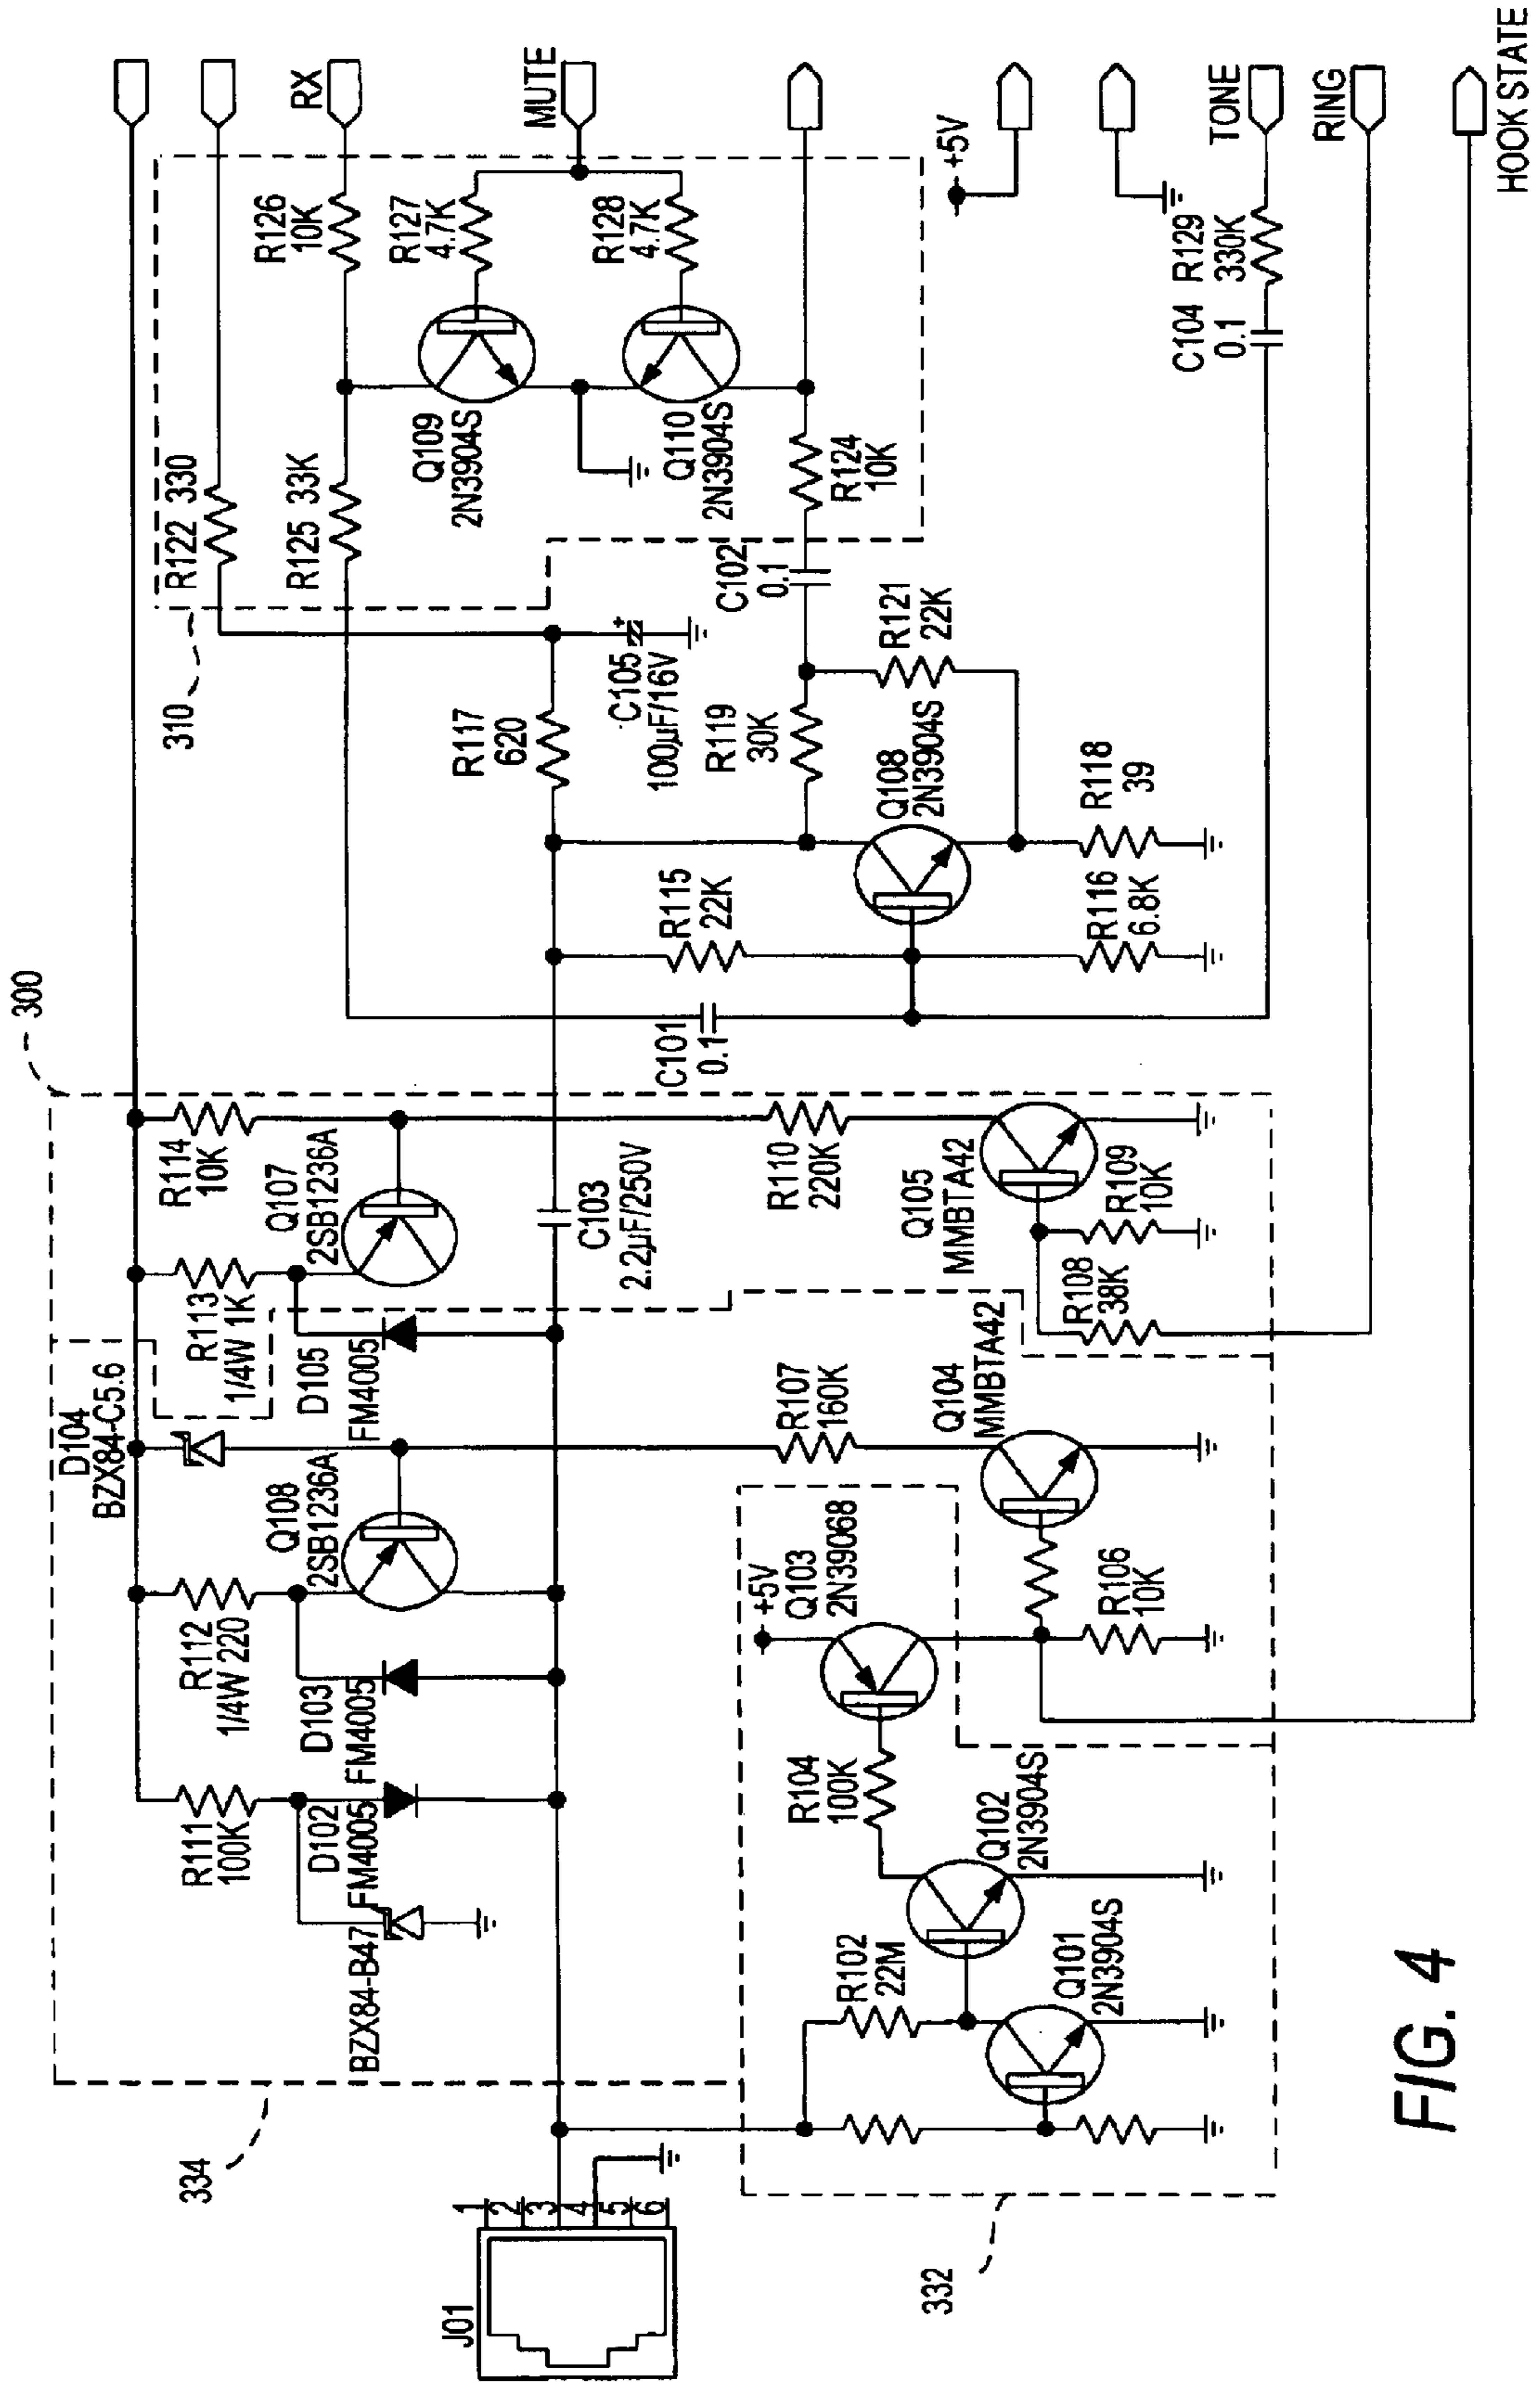 300
310
334
332
RX
MUTE
TONE
RING
HOOK STATE
+5V
R126
10K
R127
4.7K
R128
4.7K
Q109
2N3904S
Q110
2N3904S
R122 330
R125 33K
R124
10K
C102
0.1
C104
0.1
R129
330K
R117
620
C105
+
100µF/16V
R119
30K
R121
22K
R115
22K
Q108
2N3904S
R118
39
R116
6.8K
C101
0.1
R114
10K
Q107
2SB1236A
R113
1/4W 1K
D105
FM4005
C103
2.2µF/250V
R110
220K
Q105
MMBTA42
R109
10K
R108
38K
D104
BZX84-C5.6
Q108
2SB1236A
R112
1/4W 220
D103
FM4005
R107
160K
Q104
MMBTA42
R106
10K
+5V
Q103
2N39068
R111
100K
D102
FM4005
BZX84-B47
R104
100K
Q102
2N3904S
R102
22M
Q101
2N3904S
J01
1
2
3
4
5
6
FIG. 4